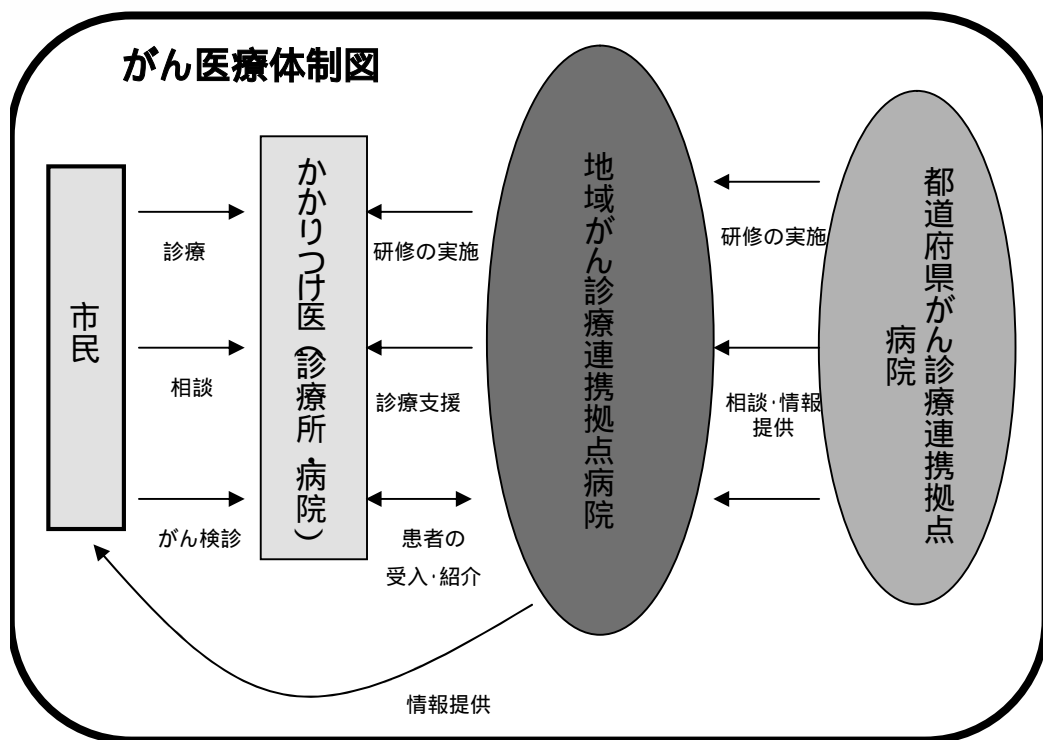 がん医療体制図
市民
診療
相談
がん検診
かかりつけ医（診療所・病院）
研修の実施
診療支援
患者の
受入・紹介
地域がん診療連携拠点病院
研修の実施
相談・情報
提供
都道府県がん診療連携拠点
病院
情報提供